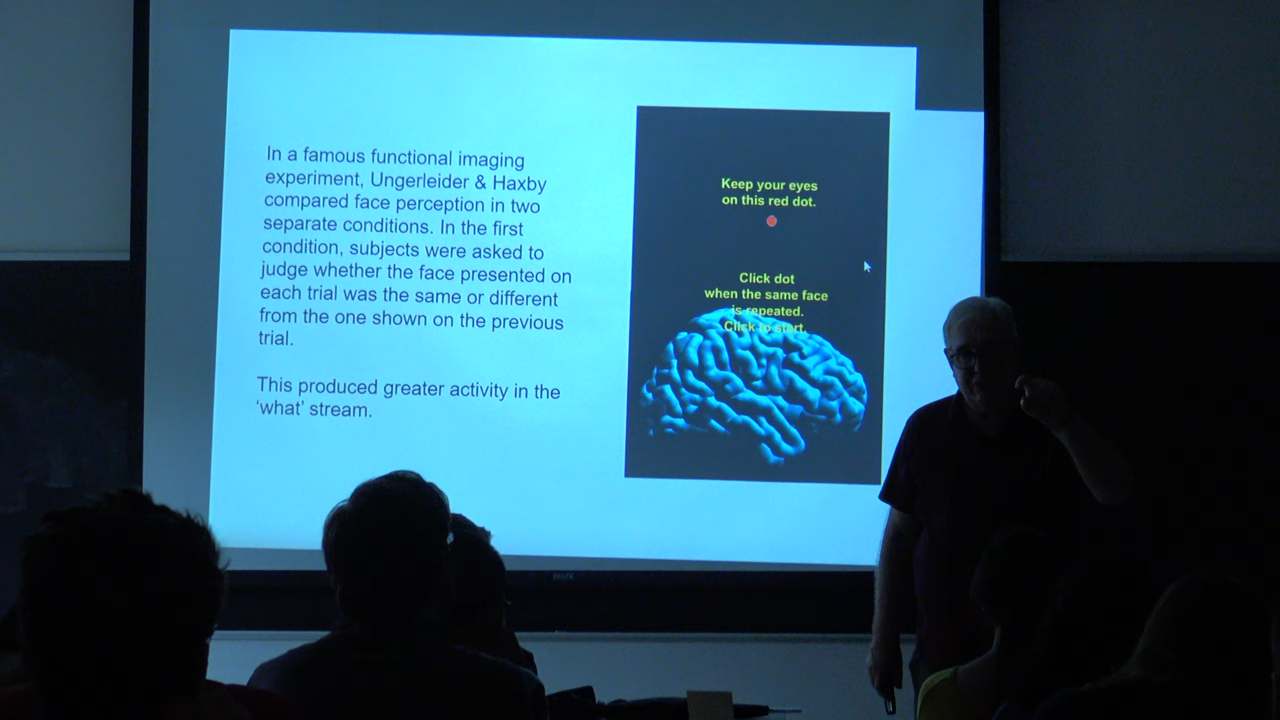 In a famous functional imaging
experiment, Ungerleider & Haxby
compared face perception in two
separate conditions. In the first
condition, subjects were asked to
judge whether the face presented on
each trial was the same or different
from the one shown on the previous
trial.
This produced greater activity in the
‘what’ stream.
Keep your eyes
on this red dot.
Click dot
when the same face
is repeated.
Click to start.